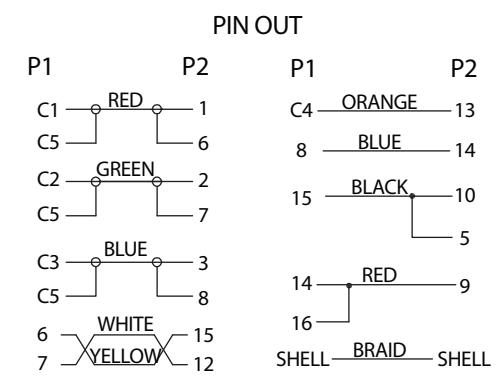 PIN OUT
P1 P2
C1 RED 1
C5 6
C2 GREEN 2
C5 7
C3 BLUE 3
C5 8
6 WHITE 15
7 YELLOW 12
P1 P2
C4 ORANGE 13
8 BLUE 14
15 BLACK 10
5
14 RED 9
16
SHELL BRAID SHELL